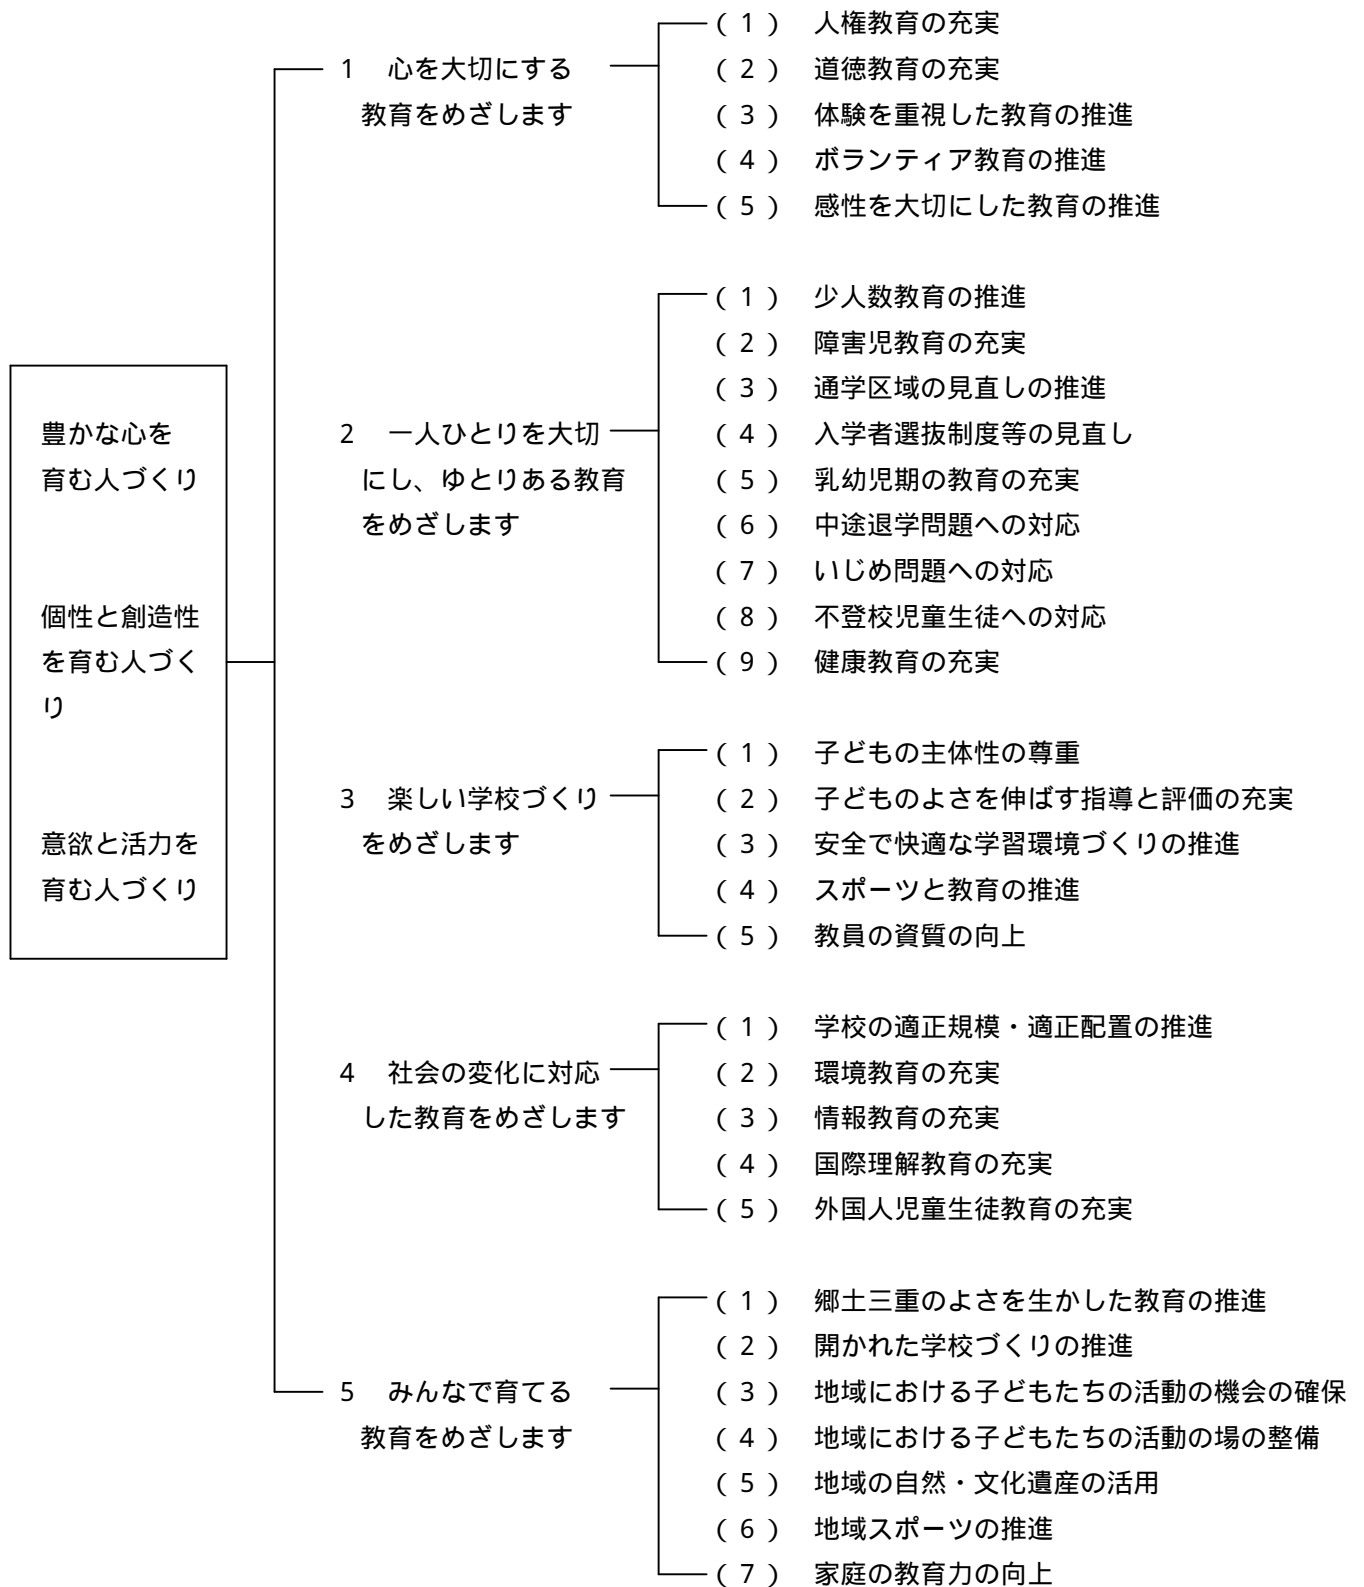 豊かな心を
育む人づくり
個性と創造性
を育む人づく
り
意欲と活力を
育む人づくり
1 心を大切にする
教育をめざします
(1) 人権教育の充実
(2) 道徳教育の充実
(3) 体験を重視した教育の推進
(4) ボランティア教育の推進
(5) 感性を大切にした教育の推進
2 一人ひとりを大切
にし、ゆとりある教育
をめざします
(1) 少人数教育の推進
(2) 障害児教育の充実
(3) 通学区域の見直しの推進
(4) 入学者選抜制度等の見直し
(5) 乳幼児期の教育の充実
(6) 中途退学問題への対応
(7) いじめ問題への対応
(8) 不登校児童生徒への対応
(9) 健康教育の充実
3 楽しい学校づくり
をめざします
(1) 子どもの主体性の尊重
(2) 子どものよさを伸ばす指導と評価の充実
(3) 安全で快適な学習環境づくりの推進
(4) スポーツと教育の推進
(5) 教員の資質の向上
4 社会の変化に対応
した教育をめざします
(1) 学校の適正規模・適正配置の推進
(2) 環境教育の充実
(3) 情報教育の充実
(4) 国際理解教育の充実
(5) 外国人児童生徒教育の充実
5 みんなで育てる
教育をめざします
(1) 郷土三重のよさを生かした教育の推進
(2) 開かれた学校づくりの推進
(3) 地域における子どもたちの活動の機会の確保
(4) 地域における子どもたちの活動の場の整備
(5) 地域の自然・文化遺産の活用
(6) 地域スポーツの推進
(7) 家庭の教育力の向上